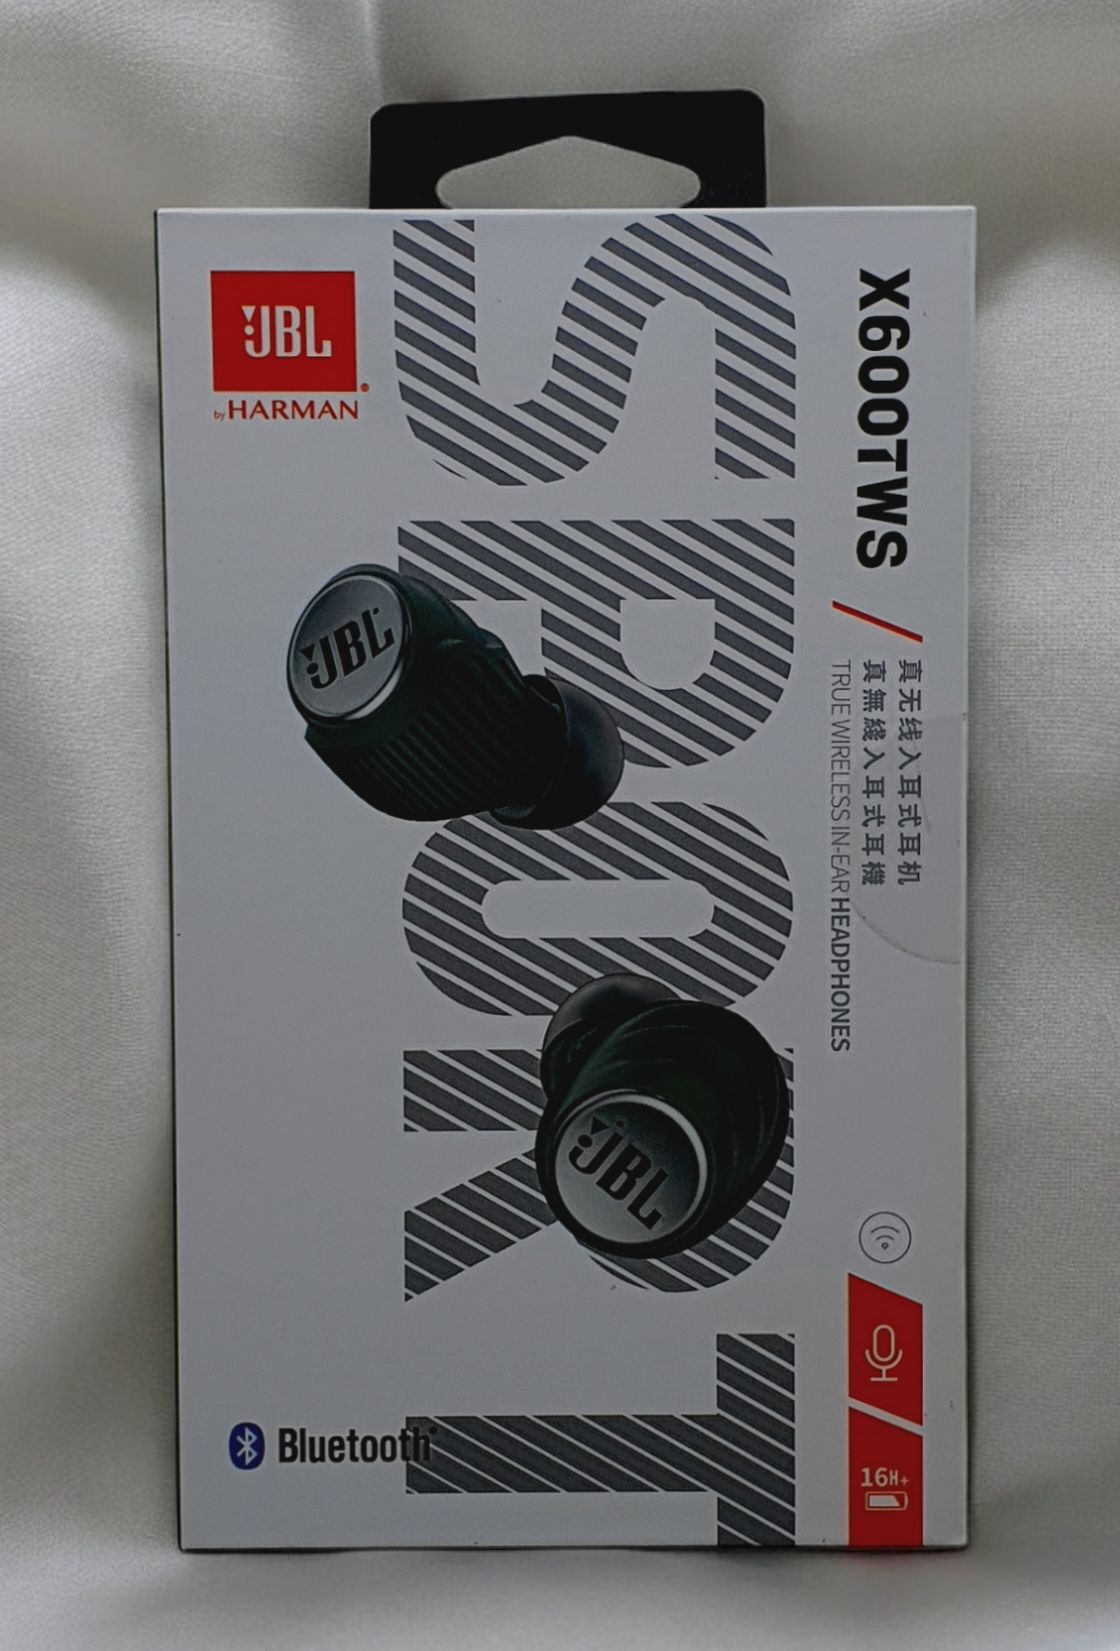 JBL
by HARMAN
SPORT
X600TWS
真无线入耳式耳机
真無綫入耳式耳機
TRUE WIRELESS IN-EAR HEADPHONES
JBL
JBL
16H+
Bluetooth®